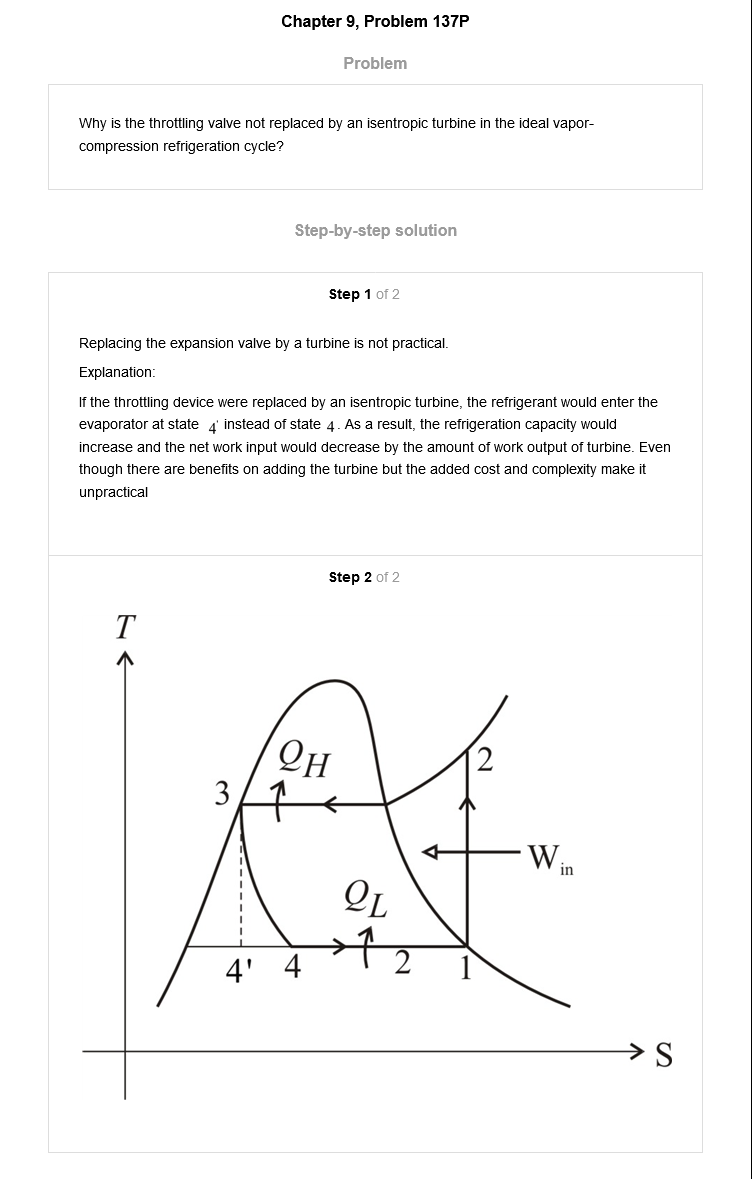 Chapter 9, Problem 137P
Problem
Why is the throttling valve not replaced by an isentropic turbine in the ideal vapor-
compression refrigeration cycle?
Step-by-step solution
Step 1 of 2
Replacing the expansion valve by a turbine is not practical.
Explanation:
If the throttling device were replaced by an isentropic turbine, the refrigerant would enter the
evaporator at state 4' instead of state 4. As a result, the refrigeration capacity would
increase and the net work input would decrease by the amount of work output of turbine. Even
though there are benefits on adding the turbine but the added cost and complexity make it
unpractical
Step 2 of 2
T
QH
2
3
Win
QL
4' 4 2 1
S